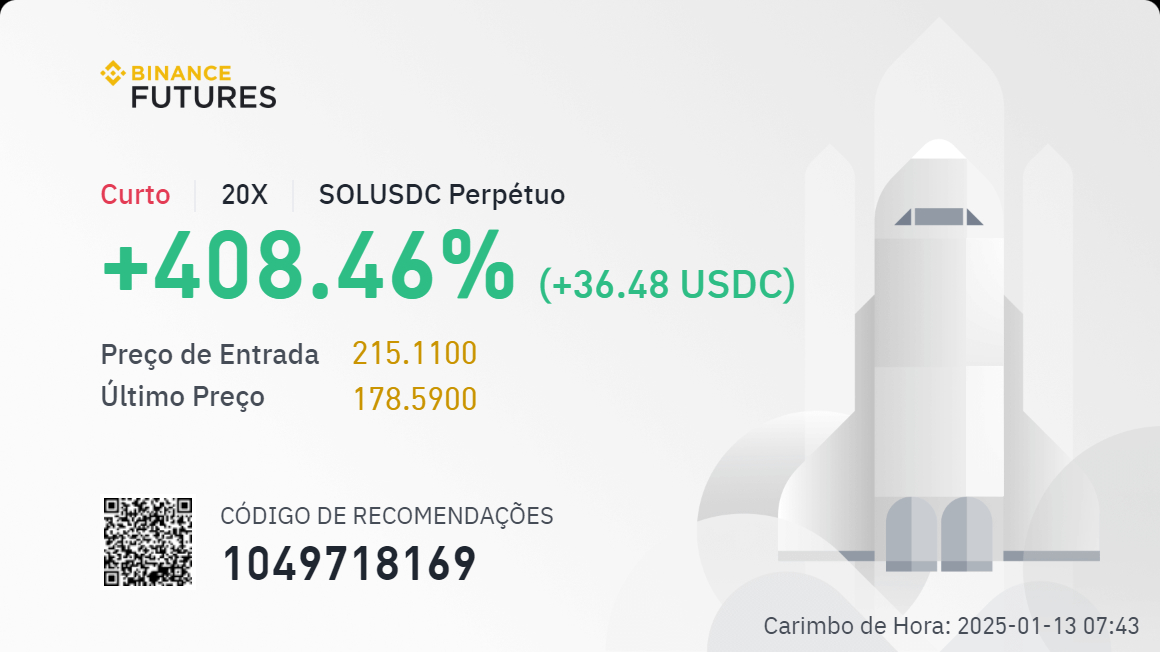 BINANCE
FUTURES
Curto 20X SOLUSDC Perpétuo
+408.46% (+36.48 USDC)
Preço de Entrada 215.1100
Último Preço 178.5900
CÓDIGO DE RECOMENDAÇÕES
1049718169
Carimbo de Hora: 2025-01-13 07:43